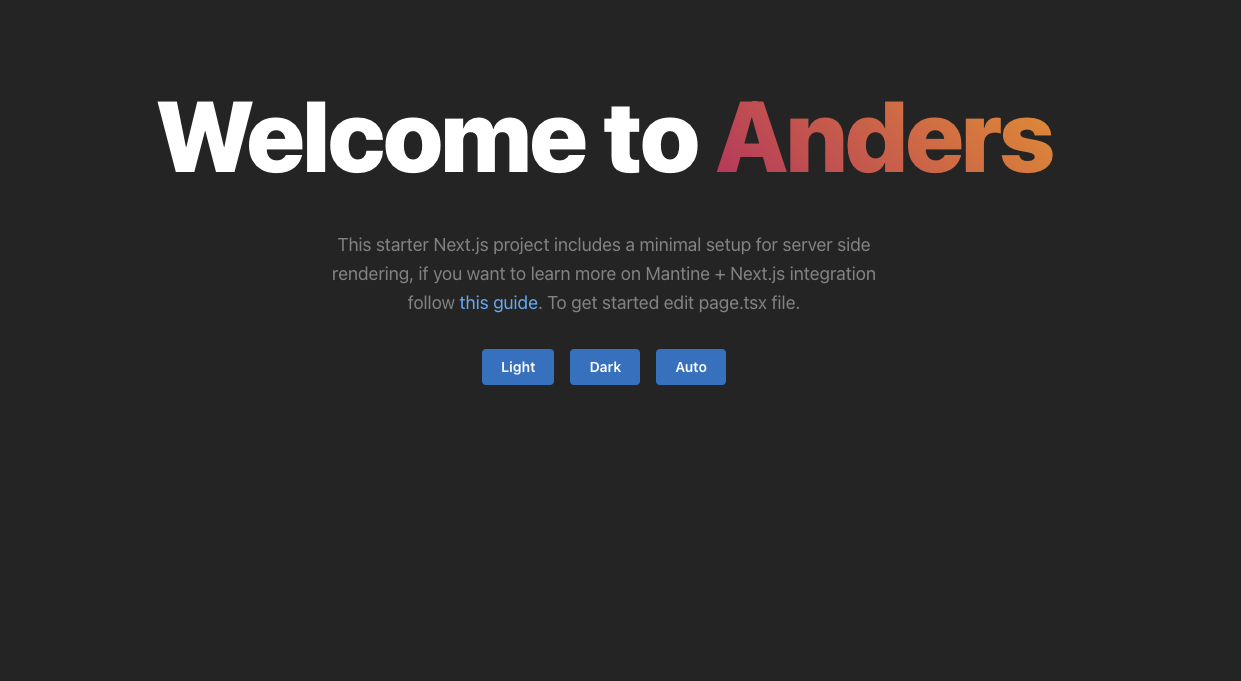 Welcome to Anders
This starter Next.js project includes a minimal setup for server side
rendering, if you want to learn more on Mantine + Next.js integration
follow this guide. To get started edit page.tsx file.
Light Dark Auto